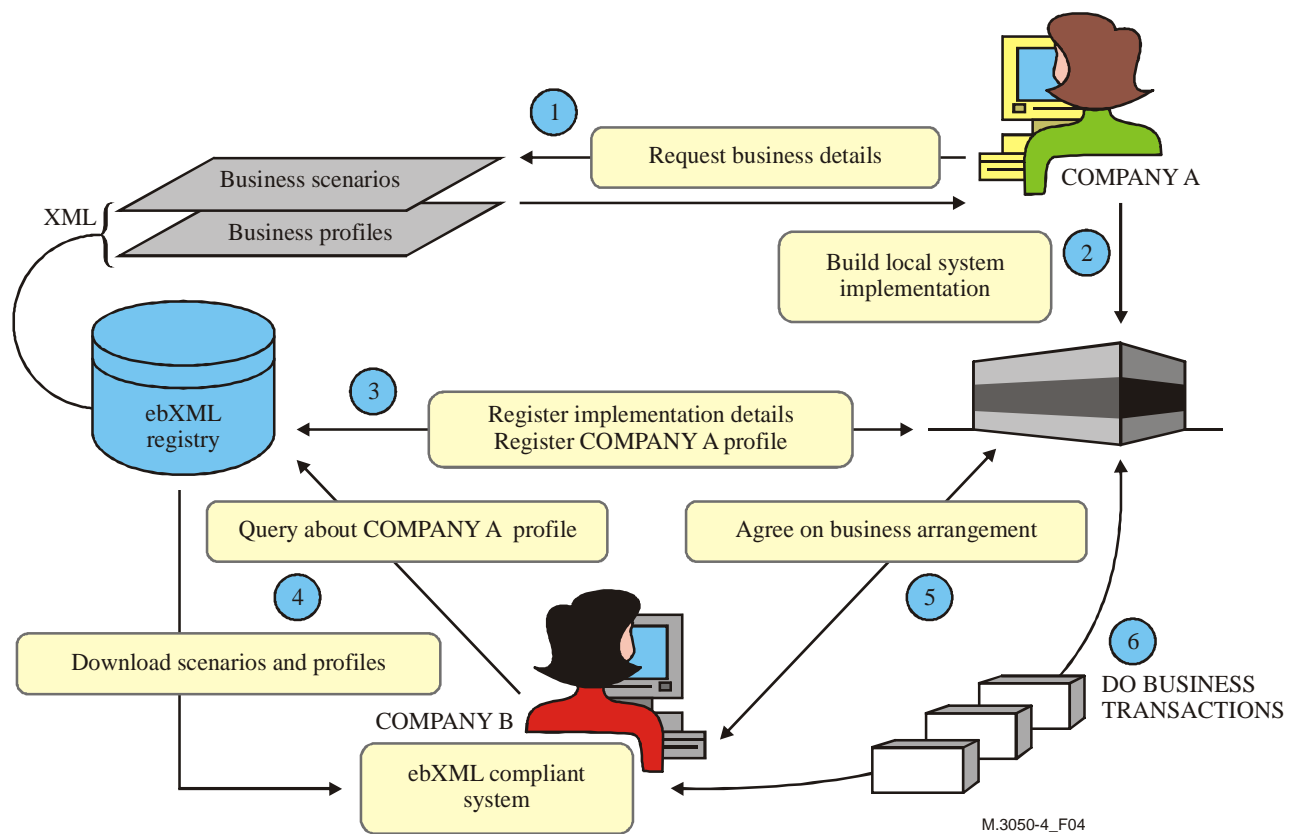 1
Request business details
COMPANY A
Business scenarios
XML
Business profiles
2
Build local system
implementation
3
ebXML
registry
Register implementation details
Register COMPANY A profile
Query about COMPANY A profile
Agree on business arrangement
4
5
Download scenarios and profiles
6
DO BUSINESS
TRANSACTIONS
COMPANY B
ebXML compliant
system
M.3050-4_F04